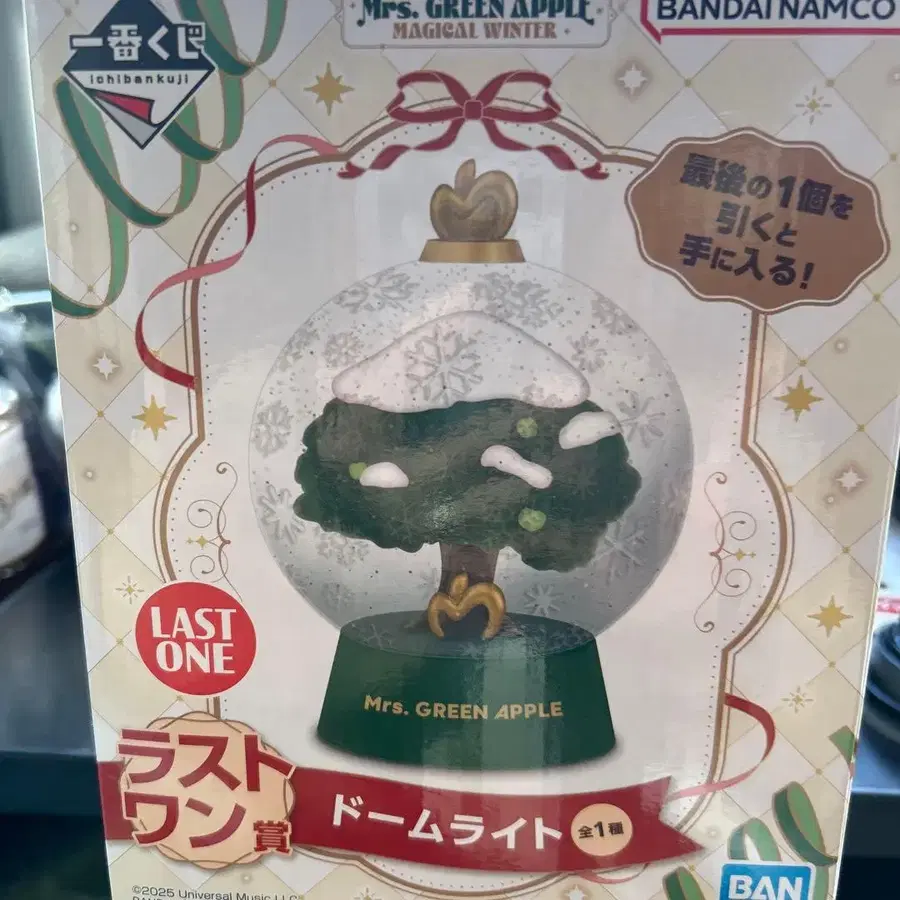 一番くじ
ichibankuji
Mrs. GREEN APPLE
MAGICAL WINTER
BANDAI NAMCO
最後の1個を
引くと
手に入る!
Mrs. GREEN APPLE
LAST
ONE
ラスト
ワン賞
ドームライト 全1種
©2025 Universal Music LLC
BAN
BAN